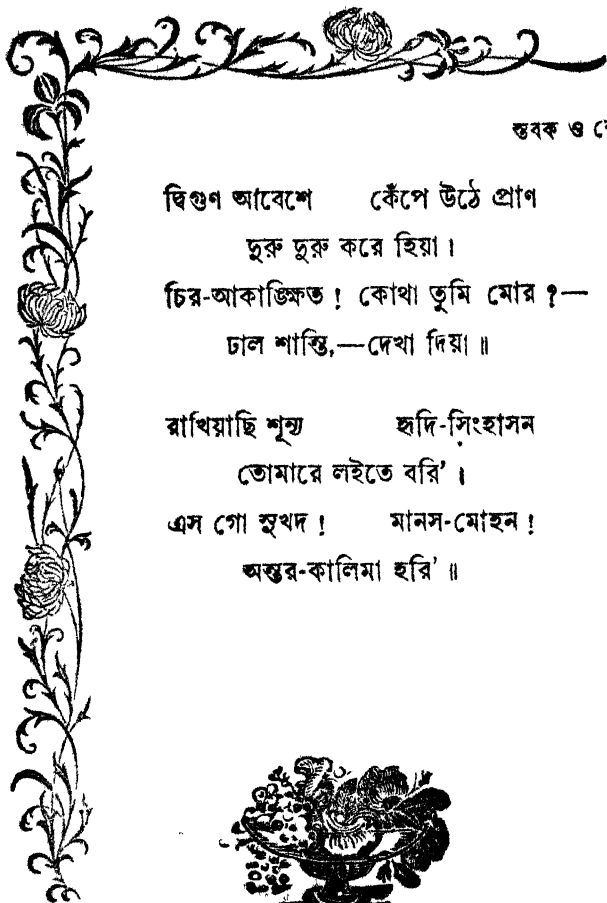 স্তবক ও
দ্বিগুণ আবেশে কেঁপে উঠে প্রাণ
দুরু দুরু করে হিয়া।
চির-আকাঙ্ক্ষিত! কোথা তুমি মোর?—
ঢাল শান্তি,—দেখা দিয়া॥
রাখিয়াছি শূন্য হৃদি-সিংহাসন
তোমারে লইতে বরি’।
এস গো সুখদ! মানস-মোহন!
অন্তর-কালিমা হরি’॥